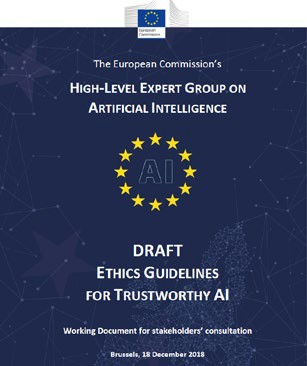 European
Commission
The European Commission's
HIGH-LEVEL EXPERT GROUP ON
ARTIFICIAL INTELLIGENCE
AI
DRAFT
ETHICS GUIDELINES
FOR TRUSTWORTHY AI
Working Document for stakeholders' consultation
Brussels, 18 December 2018